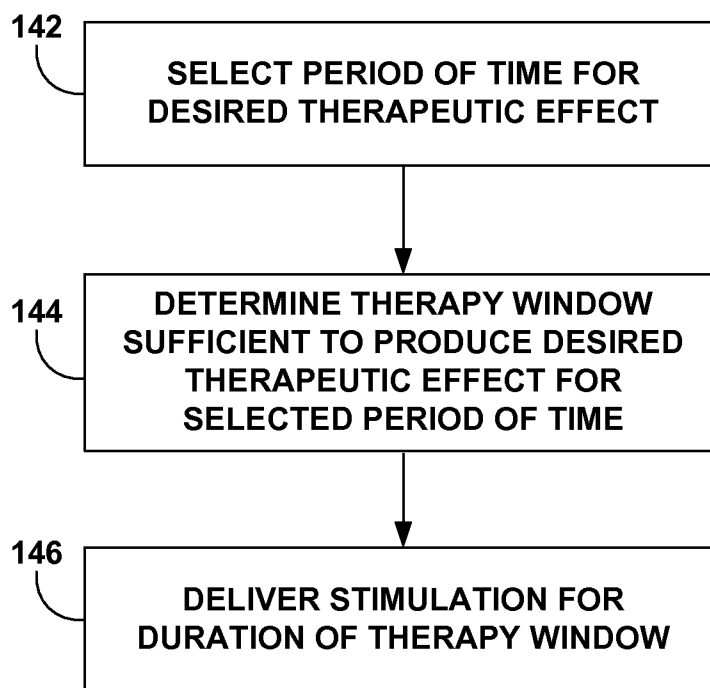 142
SELECT PERIOD OF TIME FOR
DESIRED THERAPEUTIC EFFECT
144
DETERMINE THERAPY WINDOW
SUFFICIENT TO PRODUCE DESIRED
THERAPEUTIC EFFECT FOR
SELECTED PERIOD OF TIME
146
DELIVER STIMULATION FOR
DURATION OF THERAPY WINDOW